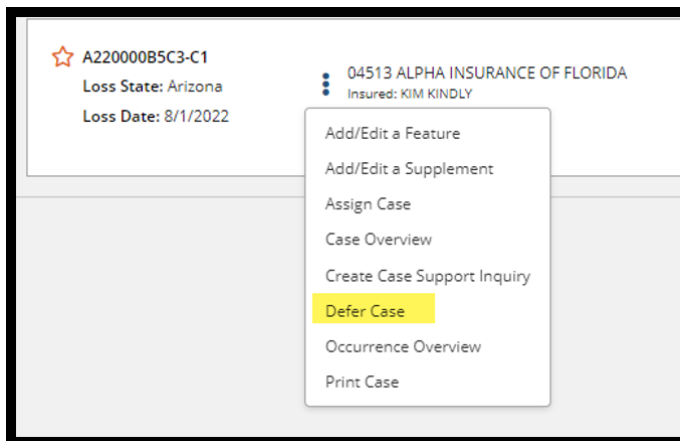 A220000B5C3-C1
Loss State: Arizona
Loss Date: 8/1/2022
04513 ALPHA INSURANCE OF FLORIDA
Insured: KIM KINDLY
Add/Edit a Feature
Add/Edit a Supplement
Assign Case
Case Overview
Create Case Support Inquiry
Defer Case
Occurrence Overview
Print Case